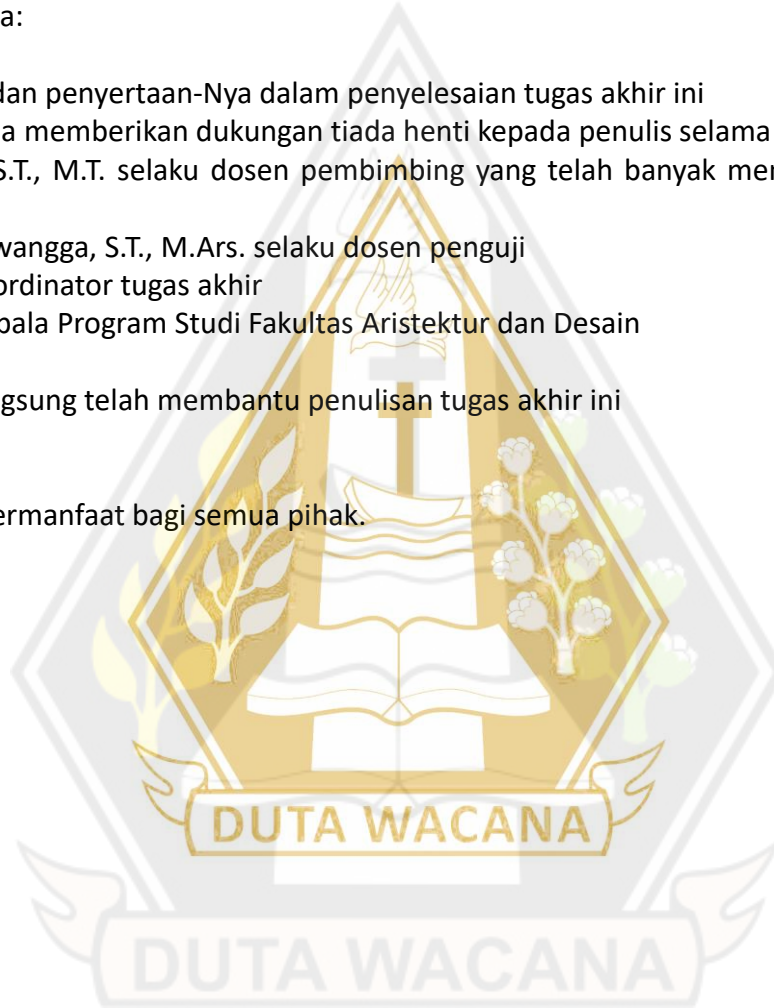 a:
dan penyertaan-Nya dalam penyelesaian tugas akhir ini
a memberikan dukungan tiada henti kepada penulis selama
S.T., M.T. selaku dosen pembimbing yang telah banyak mem
wangga, S.T., M.Ars. selaku dosen penguji
ordinator tugas akhir
pala Program Studi Fakultas Aristektur dan Desain
gsung telah membantu penulisan tugas akhir ini
ermanfaat bagi semua pihak.
DUTA WACANA
DUTA WACANA